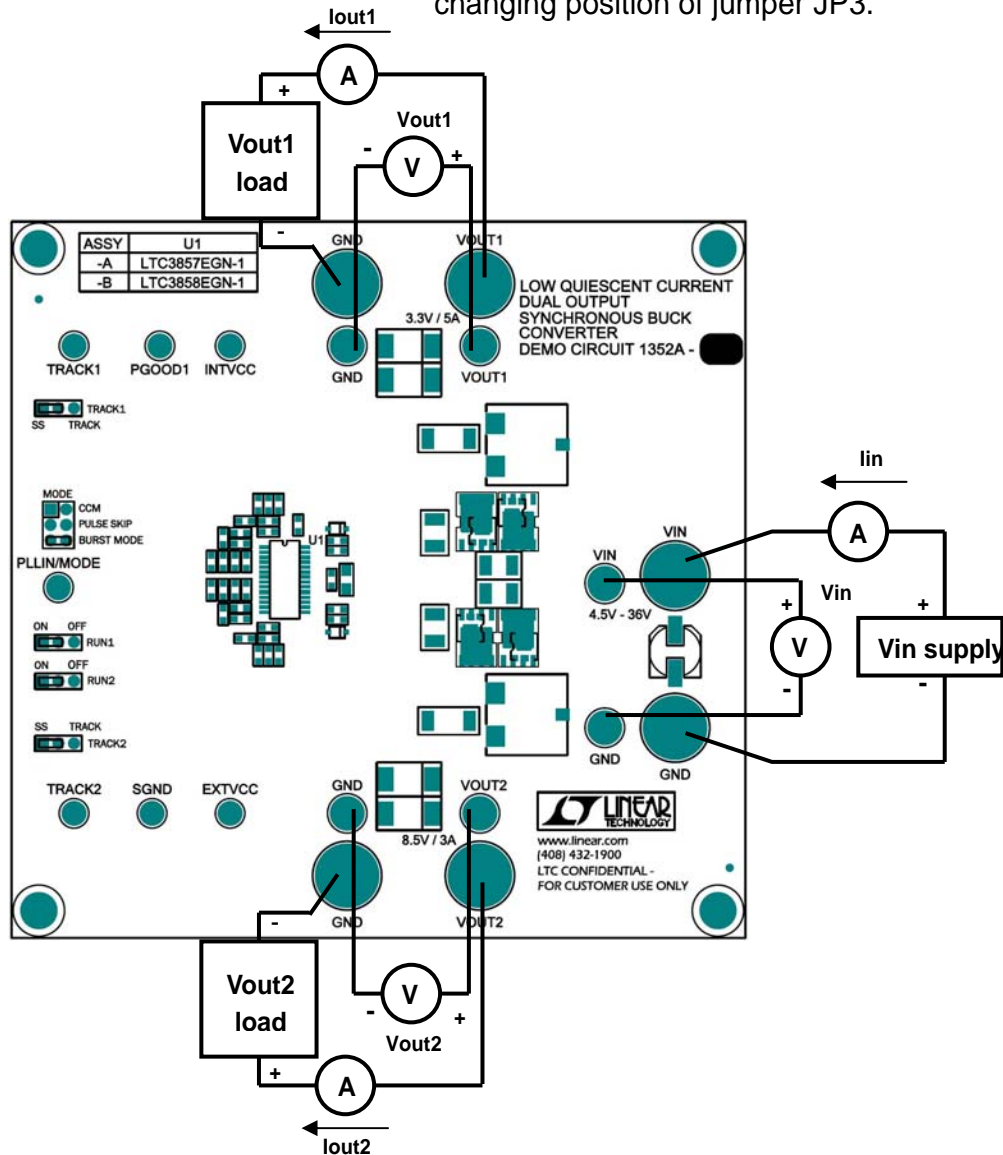 changing position of jumper JP3.
Iout1
A
+
Vout1
load
-
Vout1
-
V
+
ASSY U1
-A LTC3857EGN-1
-B LTC3858EGN-1
GND
VOUT1
LOW QUIESCENT CURRENT
DUAL OUTPUT
SYNCHRONOUS BUCK
CONVERTER
DEMO CIRCUIT 1352A -
3.3V / 5A
GND
VOUT1
TRACK1
PGOOD1
INTVCC
TRACK1
SS TRACK
MODE
CCM
PULSE SKIP
BURST MODE
PLLIN/MODE
U1
ON OFF
RUN1
ON OFF
RUN2
SS TRACK
TRACK2
Iin
A
VIN
VIN
4.5V - 36V
Vin
+
V
-
+
Vin supply
-
GND
GND
TRACK2
SGND
EXTVCC
GND
VOUT2
8.5V / 3A
LT LINEAR
TECHNOLOGY
www.linear.com
(408) 432-1900
LTC CONFIDENTIAL -
FOR CUSTOMER USE ONLY
GND
VOUT2
-
Vout2
load
+
-
V
+
Vout2
A
Iout2